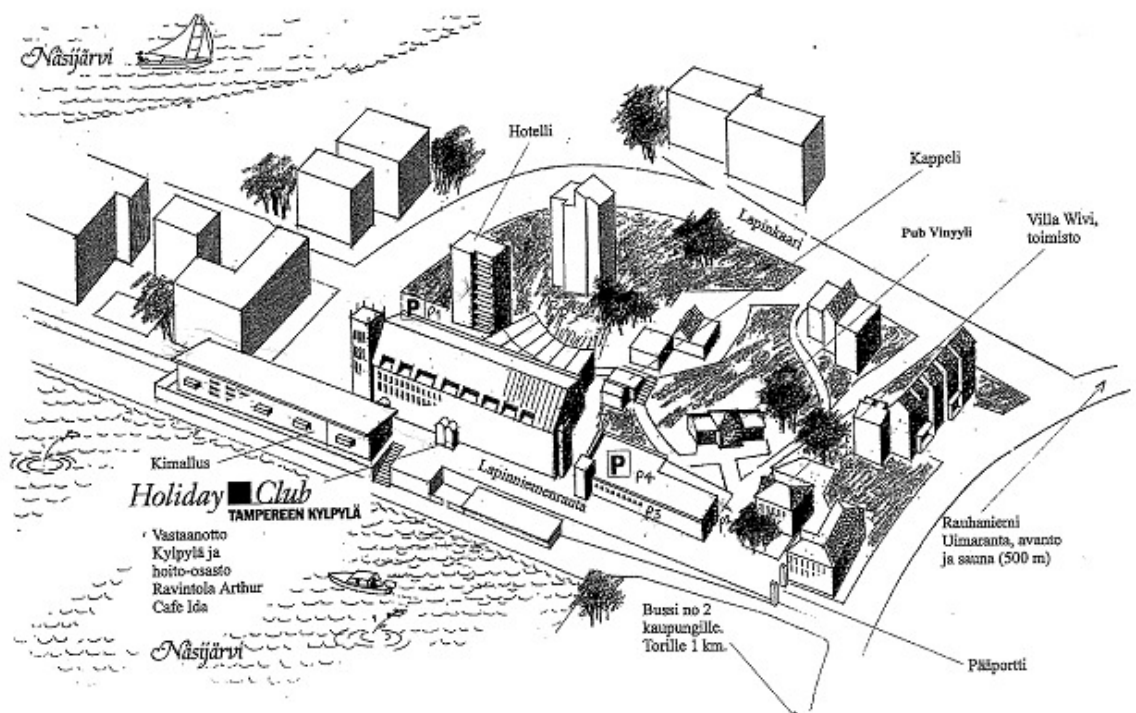 Näsijärvi
Hotelli
Kappeli
Lapinkaari
Pub Vinyyli
Villa Wivi,
toimisto
P P1
Kimallus
Holiday Club
TAMPEREEN KYLPYLÄ
Vastaanotto
Kylpylä ja
hoito-osasto
Ravintola Arthur
Cafe Ida
Lapinniemenranta
P P4
P3
Rauhaniemi
Uimaranta, avanto
ja sauna (500 m)
Bussi no 2
kaupungille.
Torille 1 km.
Pääportti
Näsijärvi